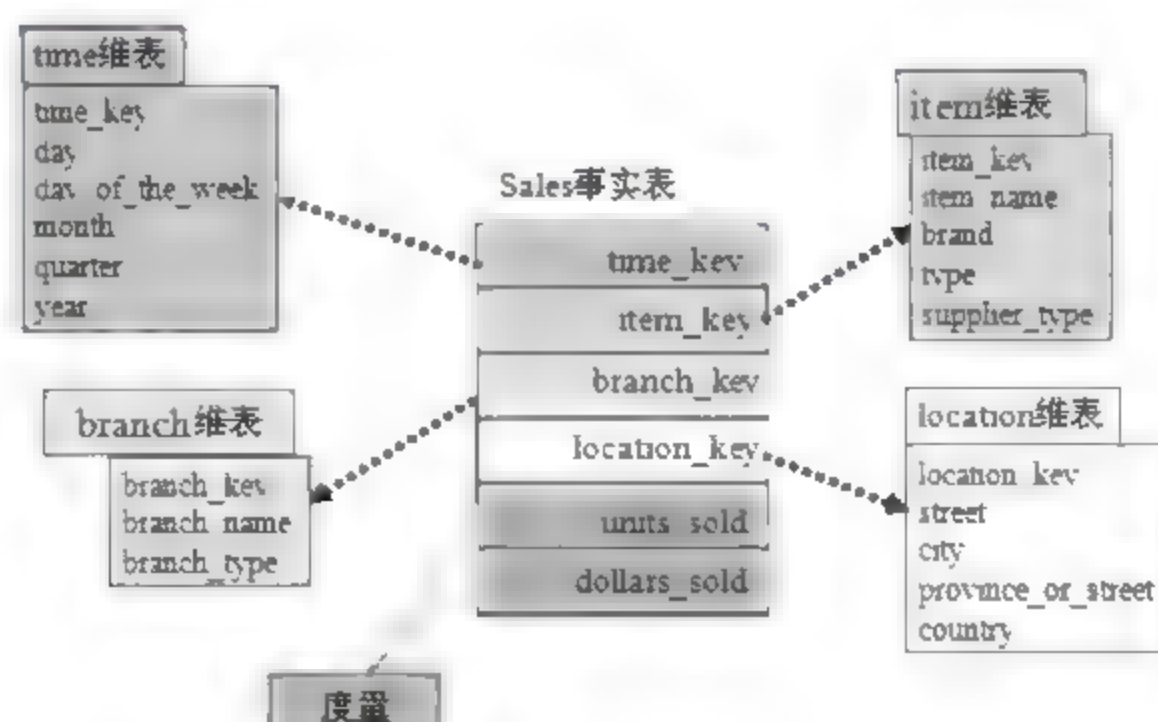 time维表
time_key
day
day_of_the_week
month
quarter
year
Sales事实表
time_key
item_key
branch_key
location_key
units_sold
dollars_sold
item维表
item_key
item_name
brand
type
supplier_type
branch维表
branch_key
branch_name
branch_type
location维表
location_key
street
city
province_or_street
country
度量